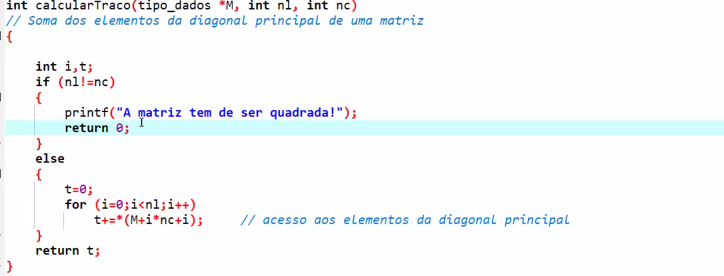 int calcularTraco(tipo_dados *M, int nl, int nc)
// Soma dos elementos da diagonal principal de uma matriz
{
int i,t;
if (nl!=nc)
{
printf("A matriz tem de ser quadrada!");
return 0;
}
else
{
t=0;
for (i=0;i<nl;i++)
t+=*(M+i*nc+i); // acesso aos elementos da diagonal principal
}
return t;
}